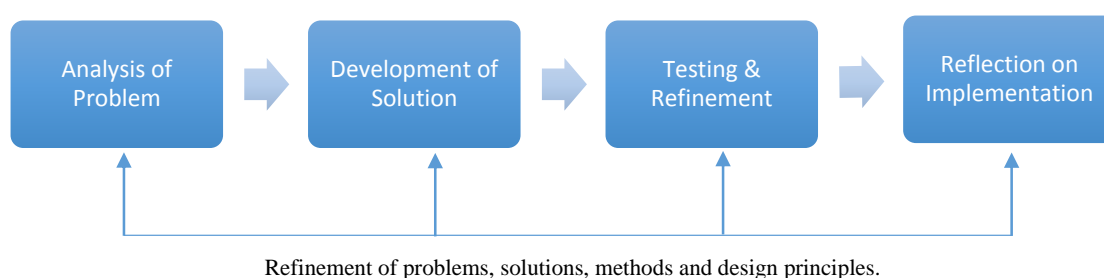 Analysis of
Problem
Development of
Solution
Testing &
Refinement
Reflection on
Implementation
Refinement of problems, solutions, methods and design principles.